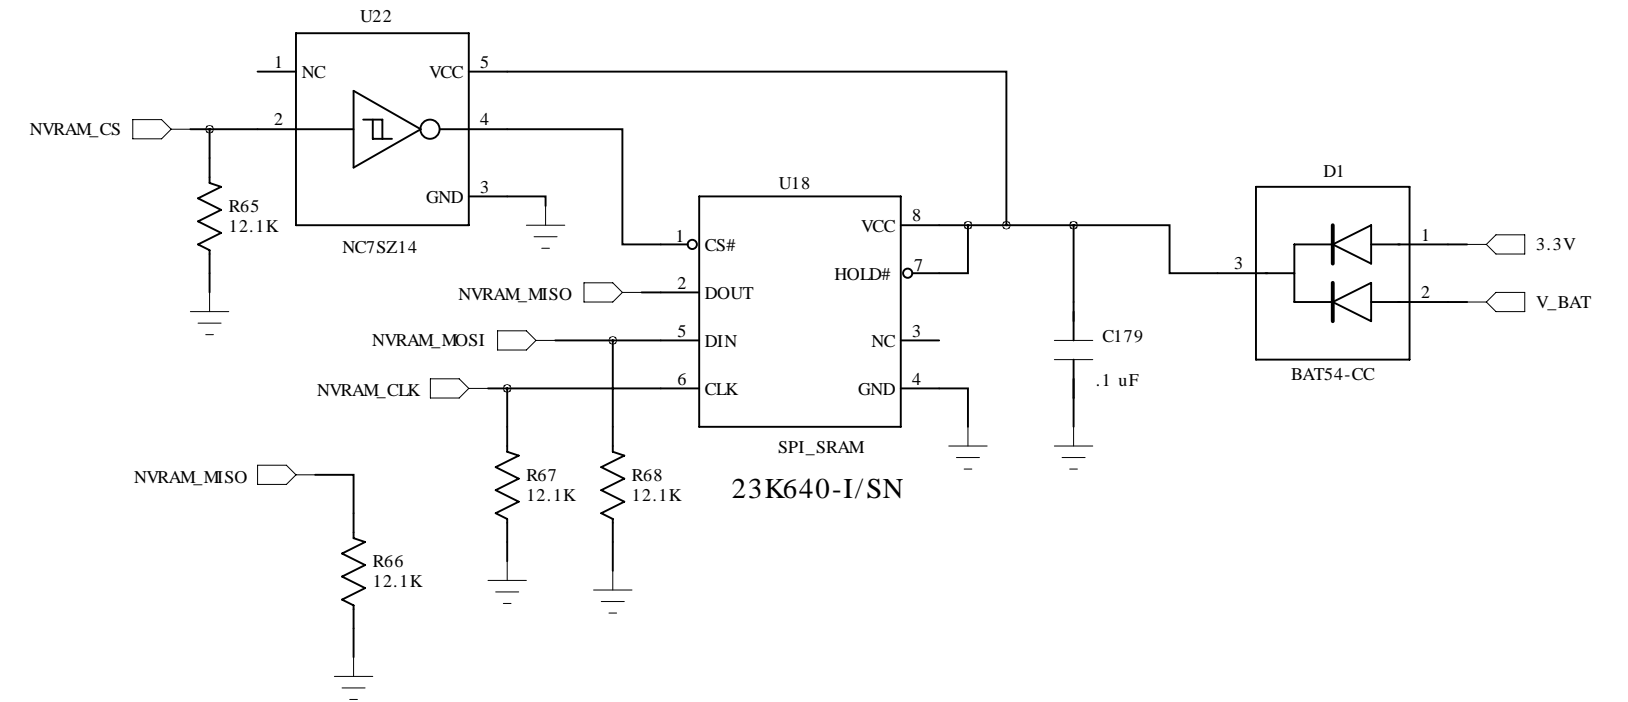 U22
1
NC
VCC
5
NVRAM_CS
2
4
GND
3
R65
12.1K
NC7SZ14
U18
D1
VCC
8
1
CS#
HOLD#
7
1
3.3V
3
NVRAM_MISO
2
DOUT
2
V_BAT
NVRAM_MOSI
5
DIN
NC
3
C179
.1 uF
BAT54-CC
NVRAM_CLK
6
CLK
GND
4
SPI_SRAM
23K640-I/SN
NVRAM_MISO
R67
12.1K
R68
12.1K
R66
12.1K